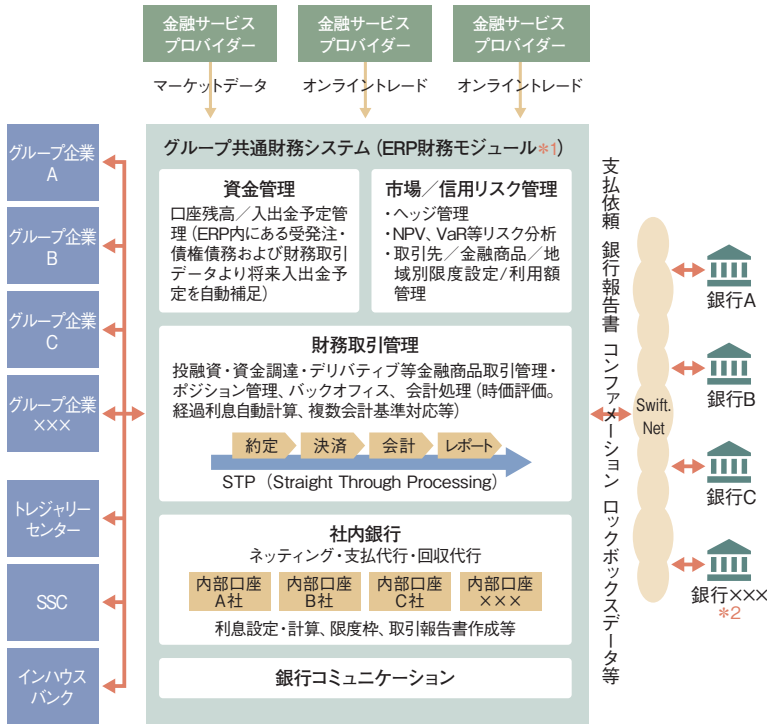 金融サービス
プロバイダー
金融サービス
プロバイダー
金融サービス
プロバイダー
マーケットデータ
オンライントレード
オンライントレード
グループ企業
A
グループ企業
B
グループ企業
C
グループ企業
×××
トレジャリー
センター
SSC
インハウス
バンク
グループ共通財務システム(ERP財務モジュール*1)
資金管理
口座残高/入出金予定管
理(ERP内にある受発注・
債権債務および財務取引
データより将来入出金予
定を自動補足)
市場/信用リスク管理
・ヘッジ管理
・NPV、VaR等リスク分析
・取引先/金融商品/地
域別限度設定/利用額
管理
財務取引管理
投融資・資金調達・デリバティブ等金融商品取引管理・
ポジション管理、バックオフィス、会計処理(時価評価。
経過利息自動計算、複数会計基準対応等)
約定
決済
会計
レポート
STP(Straight Through Processing)
社内銀行
ネッティング・支払代行・回収代行
内部口座
A社
内部口座
B社
内部口座
C社
内部口座
×××
利息設定・計算、限度枠、取引報告書作成等
銀行コミュニケーション
支払依頼 銀行報告書 コンファメーション ロックボックスデータ等
Swift.
Net
銀行A
銀行B
銀行C
銀行×××
*2